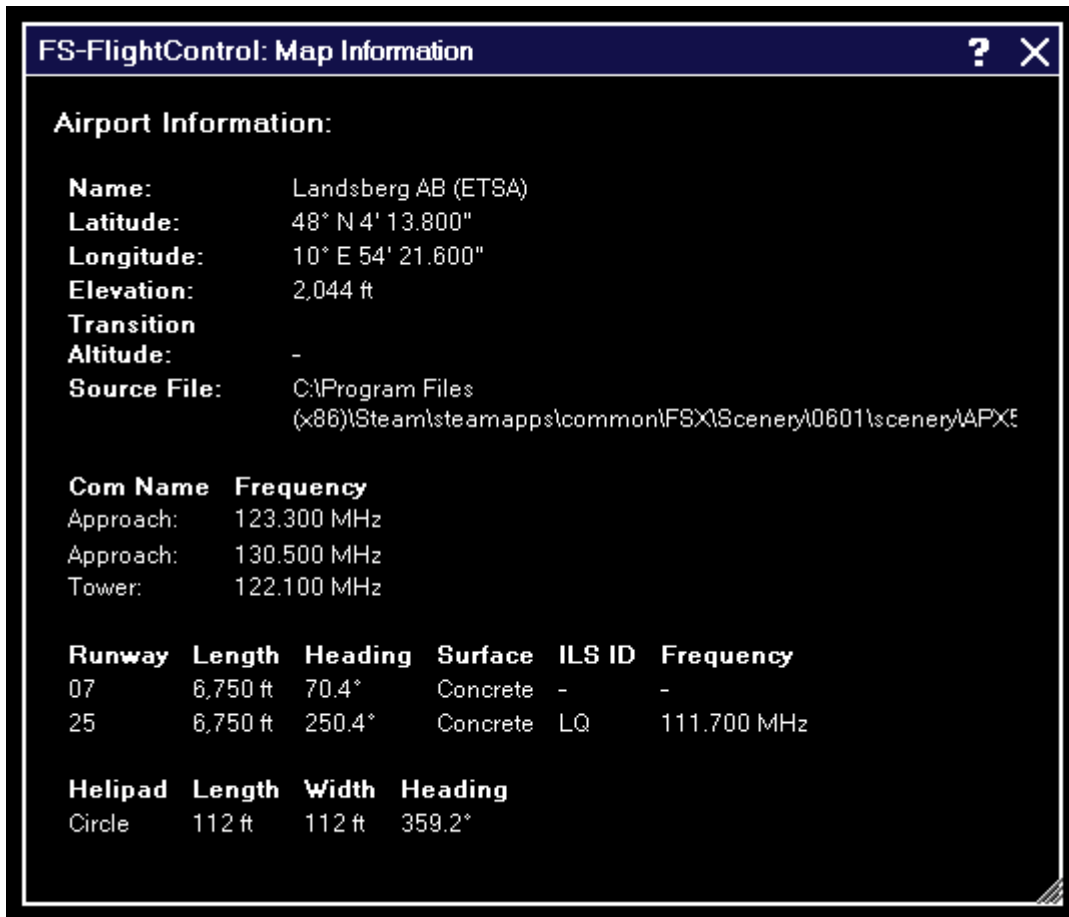 FS-FlightControl: Map Information ? X
Airport Information:
Name: Landsberg AB (ETSA)
Latitude: 48° N 4' 13.800"
Longitude: 10° E 54' 21.600"
Elevation: 2,044 ft
Transition
Altitude: -
Source File: C:\Program Files
(x86)\Steam\steamapps\common\FSX\Scenery\0601\scenery\APX5
Com Name Frequency
Approach: 123.300 MHz
Approach: 130.500 MHz
Tower: 122.100 MHz
Runway Length Heading Surface ILS ID Frequency
07 6,750 ft 70.4° Concrete - -
25 6,750 ft 250.4° Concrete LQ 111.700 MHz
Helipad Length Width Heading
Circle 112 ft 112 ft 359.2°